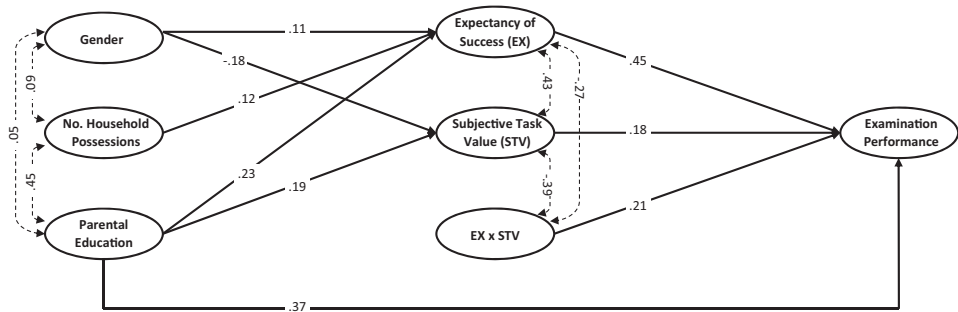 Gender
No. Household
Possessions
Parental
Education
Expectancy of
Success (EX)
Subjective Task
Value (STV)
EX x STV
Examination
Performance
.11
-.18
.12
.23
.19
.37
.45
.18
.21
.05
.09
.45
.43
.27
-.39